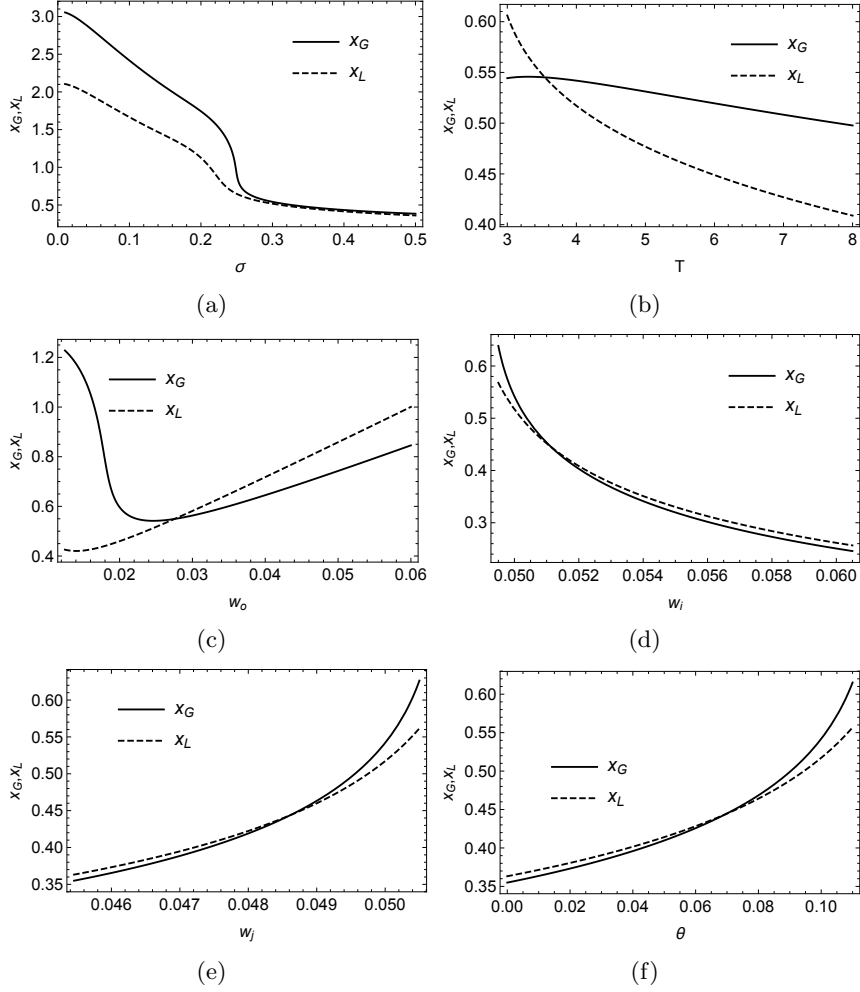 3.0
2.5
2.0
1.5
1.0
0.5
x_G,x_L
x_G
x_L
0.0 0.1 0.2 0.3 0.4 0.5
σ
(a)
0.60
0.55
0.50
0.45
0.40
x_G,x_L
x_G
x_L
3 4 5 6 7 8
T
(b)
1.2
1.0
0.8
0.6
0.4
x_G,x_L
x_G
x_L
0.02 0.03 0.04 0.05 0.06
w_o
(c)
0.6
0.5
0.4
0.3
x_G,x_L
x_G
x_L
0.050 0.052 0.054 0.056 0.058 0.060
w_i
(d)
0.60
0.55
0.50
0.45
0.40
0.35
x_G,x_L
x_G
x_L
0.046 0.047 0.048 0.049 0.050
w_j
(e)
0.60
0.55
0.50
0.45
0.40
0.35
x_G,x_L
x_G
x_L
0.00 0.02 0.04 0.06 0.08 0.10
θ
(f)